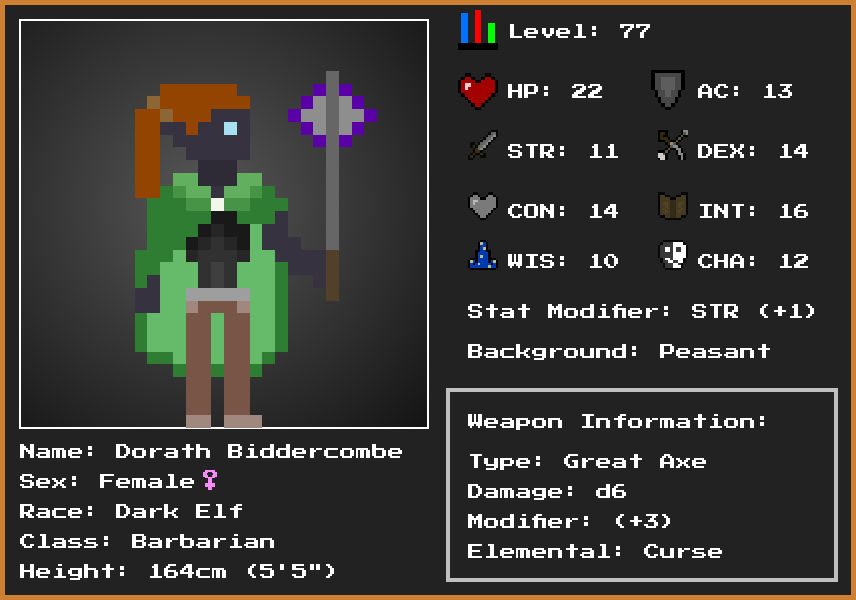 Level: 77
HP: 22 AC: 13
STR: 11 DEX: 14
CON: 14 INT: 16
WIS: 10 CHA: 12
Stat Modifier: STR (+1)
Background: Peasant
Weapon Information:
Type: Great Axe
Damage: d6
Modifier: (+3)
Elemental: Curse
Name: Dorath Biddercombe
Sex: Female♀
Race: Dark Elf
Class: Barbarian
Height: 164cm (5'5")